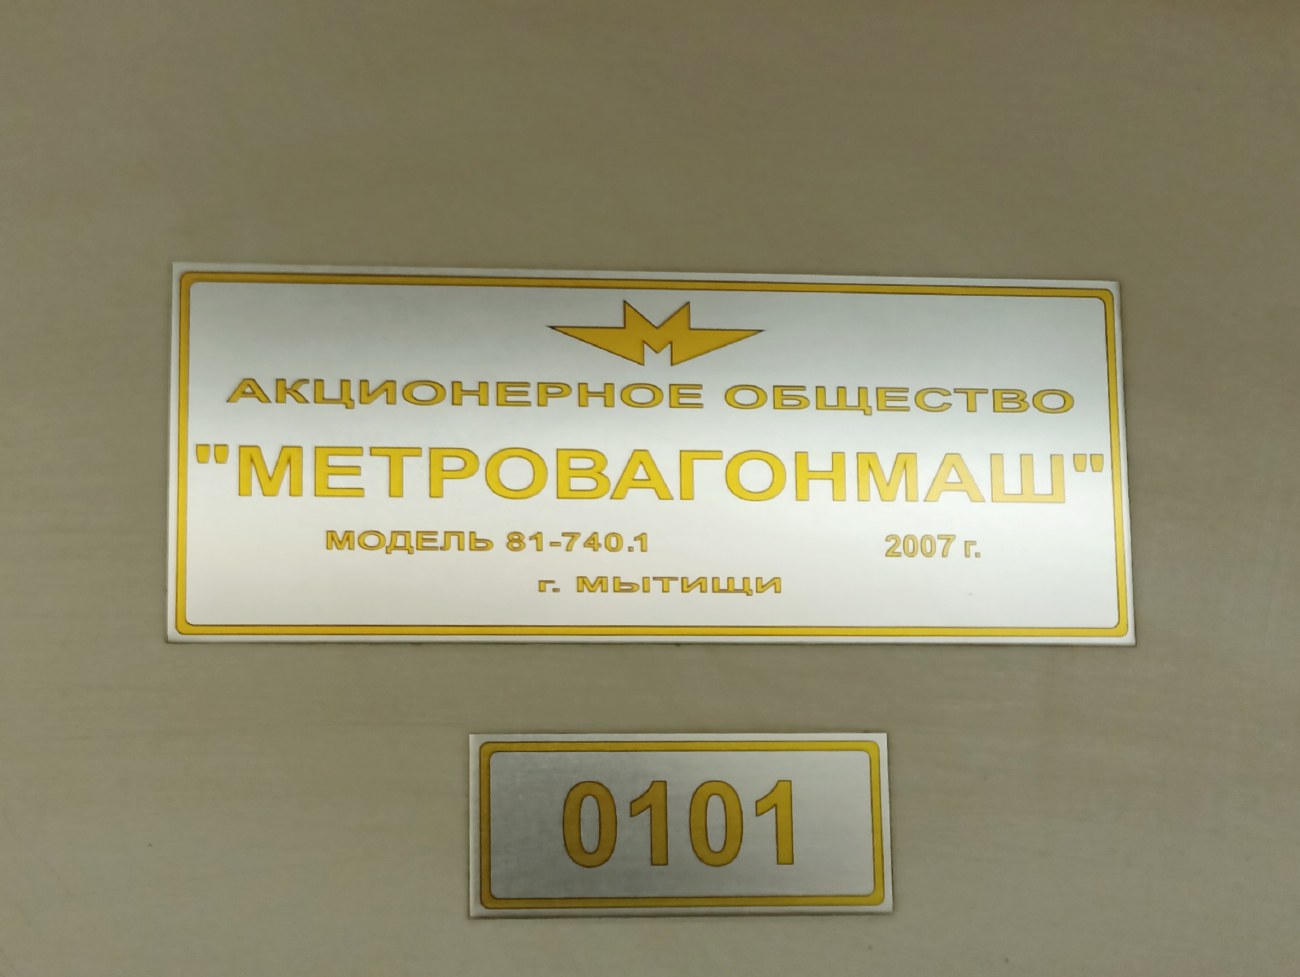 АКЦИОНЕРНОЕ ОБЩЕСТВО
"МЕТРОВАГОНМАШ"
МОДЕЛЬ 81-740.1 2007 г.
г. МЫТИЩИ
0101